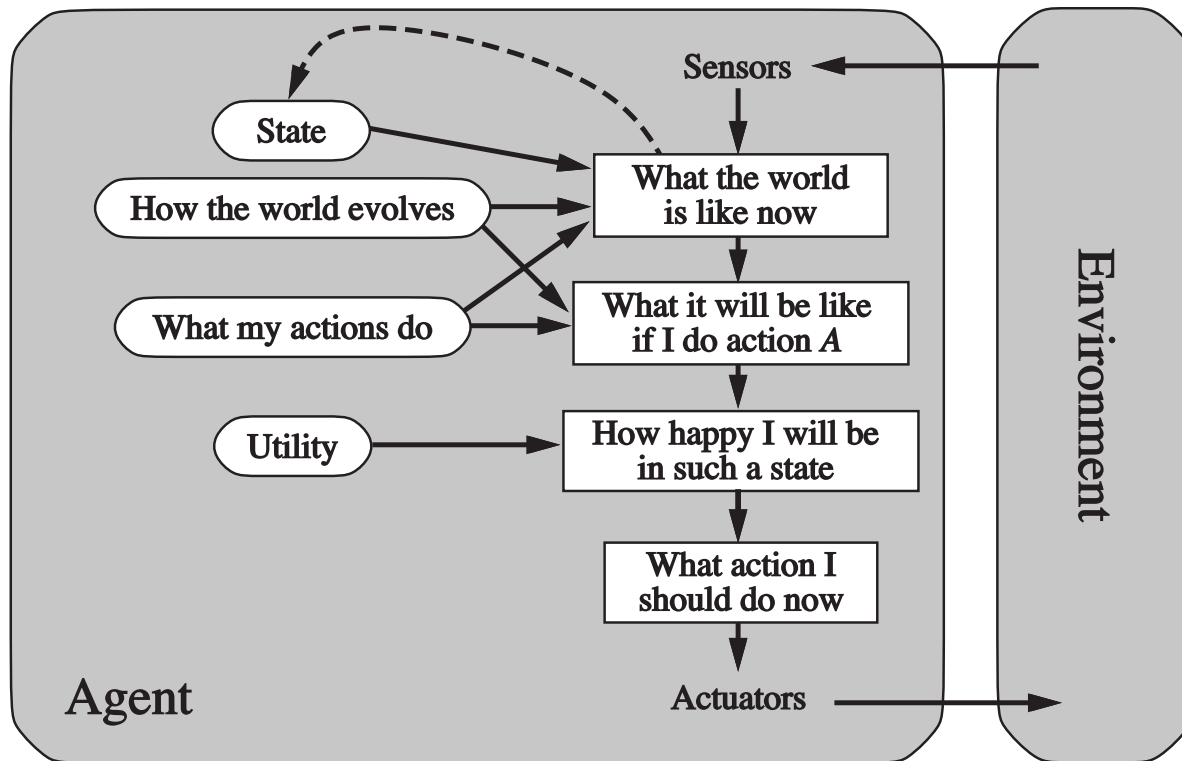 Sensors
State
What the world
is like now
How the world evolves
What it will be like
if I do action A
What my actions do
How happy I will be
in such a state
Utility
What action I
should do now
Agent
Actuators
Environment